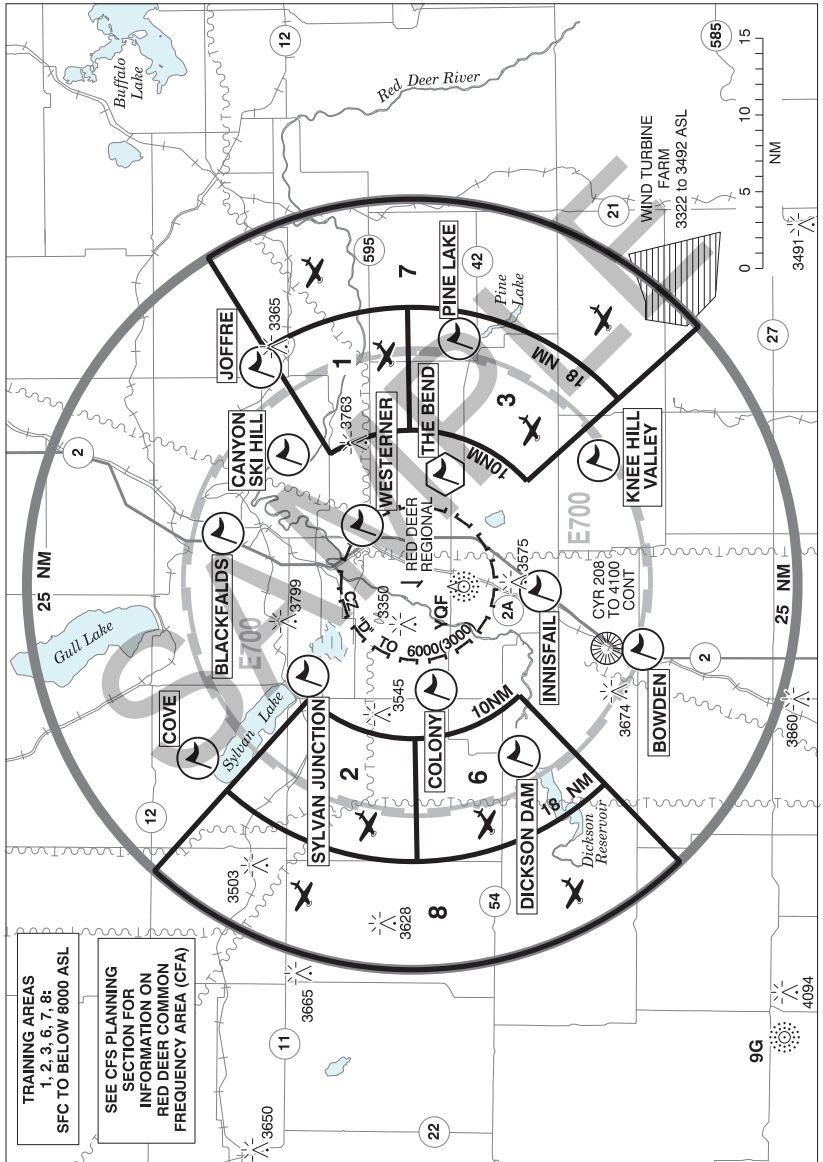 TRAINING AREAS
1, 2, 3, 6, 7, 8:
SFC TO BELOW 8000 ASL
SEE CFS PLANNING
SECTION FOR
INFORMATION ON
RED DEER COMMON
FREQUENCY AREA (CFA)
SAMPLE
Buffalo
Lake
Red Deer River
12
585
15
10
5
0
NM
WIND TURBINE
FARM
3322 to 3492 ASL
21
3491
27
595
7
42
PINE LAKE
Pine
Lake
JOFFRE
3365
1
18 NM
3
3763
CANYON
SKI HILL
WESTERNER
THE BEND
10NM
KNEE HILL
VALLEY
E700
2
25 NM
BLACKFALDS
RED DEER
REGIONAL
3575
2A
CYR 208
TO 4100
CONT
25 NM
Gull Lake
3799
E700
3350
QF
CZ "D" TO 6000(3000)
INNISFAIL
2
BOWDEN
3674
3860
COVE
Sylvan Lake
SYLVAN JUNCTION
3545
COLONY
10NM
2
6
12
DICKSON DAM
18 NM
Dickson
Reservoir
3503
3628
8
54
3665
11
3650
22
4094
9G